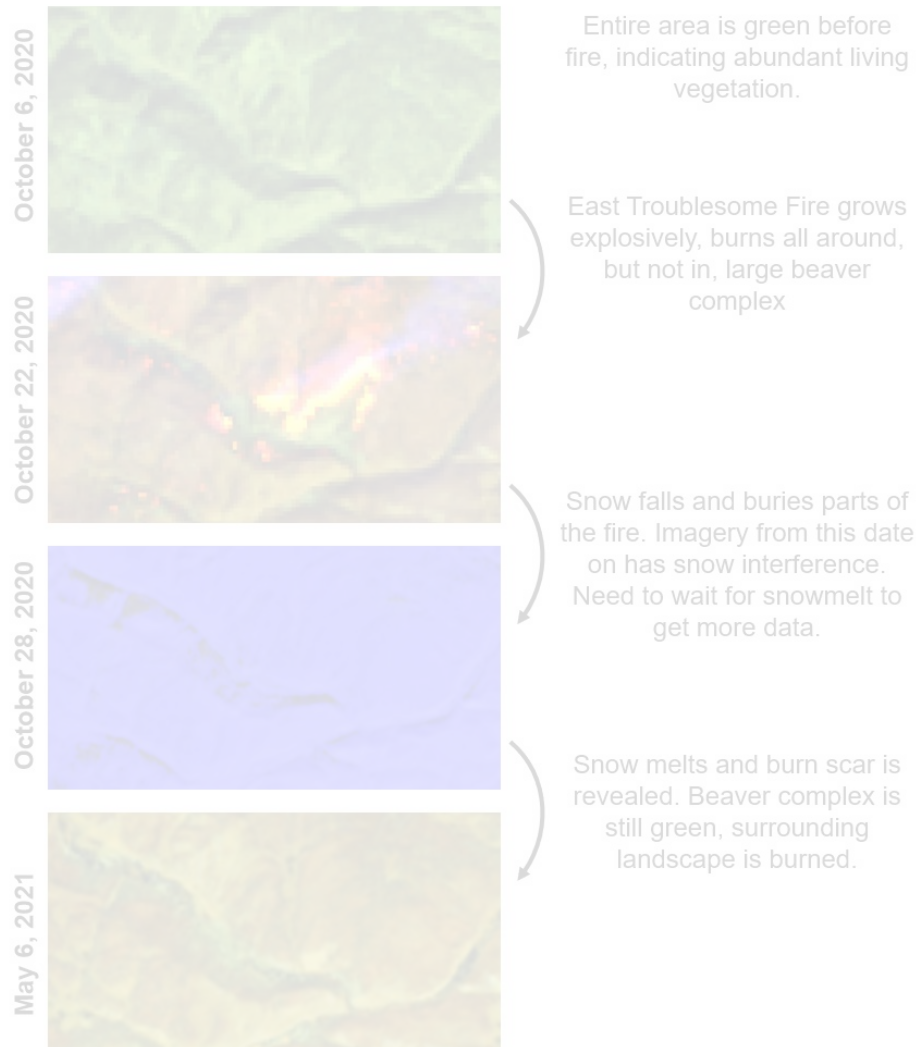 October 6, 2020
Entire area is green before
fire, indicating abundant living
vegetation.
East Troublesome Fire grows
explosively, burns all around,
but not in, large beaver
complex
October 22, 2020
Snow falls and buries parts of
the fire. Imagery from this date
on has snow interference.
Need to wait for snowmelt to
get more data.
October 28, 2020
Snow melts and burn scar is
revealed. Beaver complex is
still green, surrounding
landscape is burned.
May 6, 2021